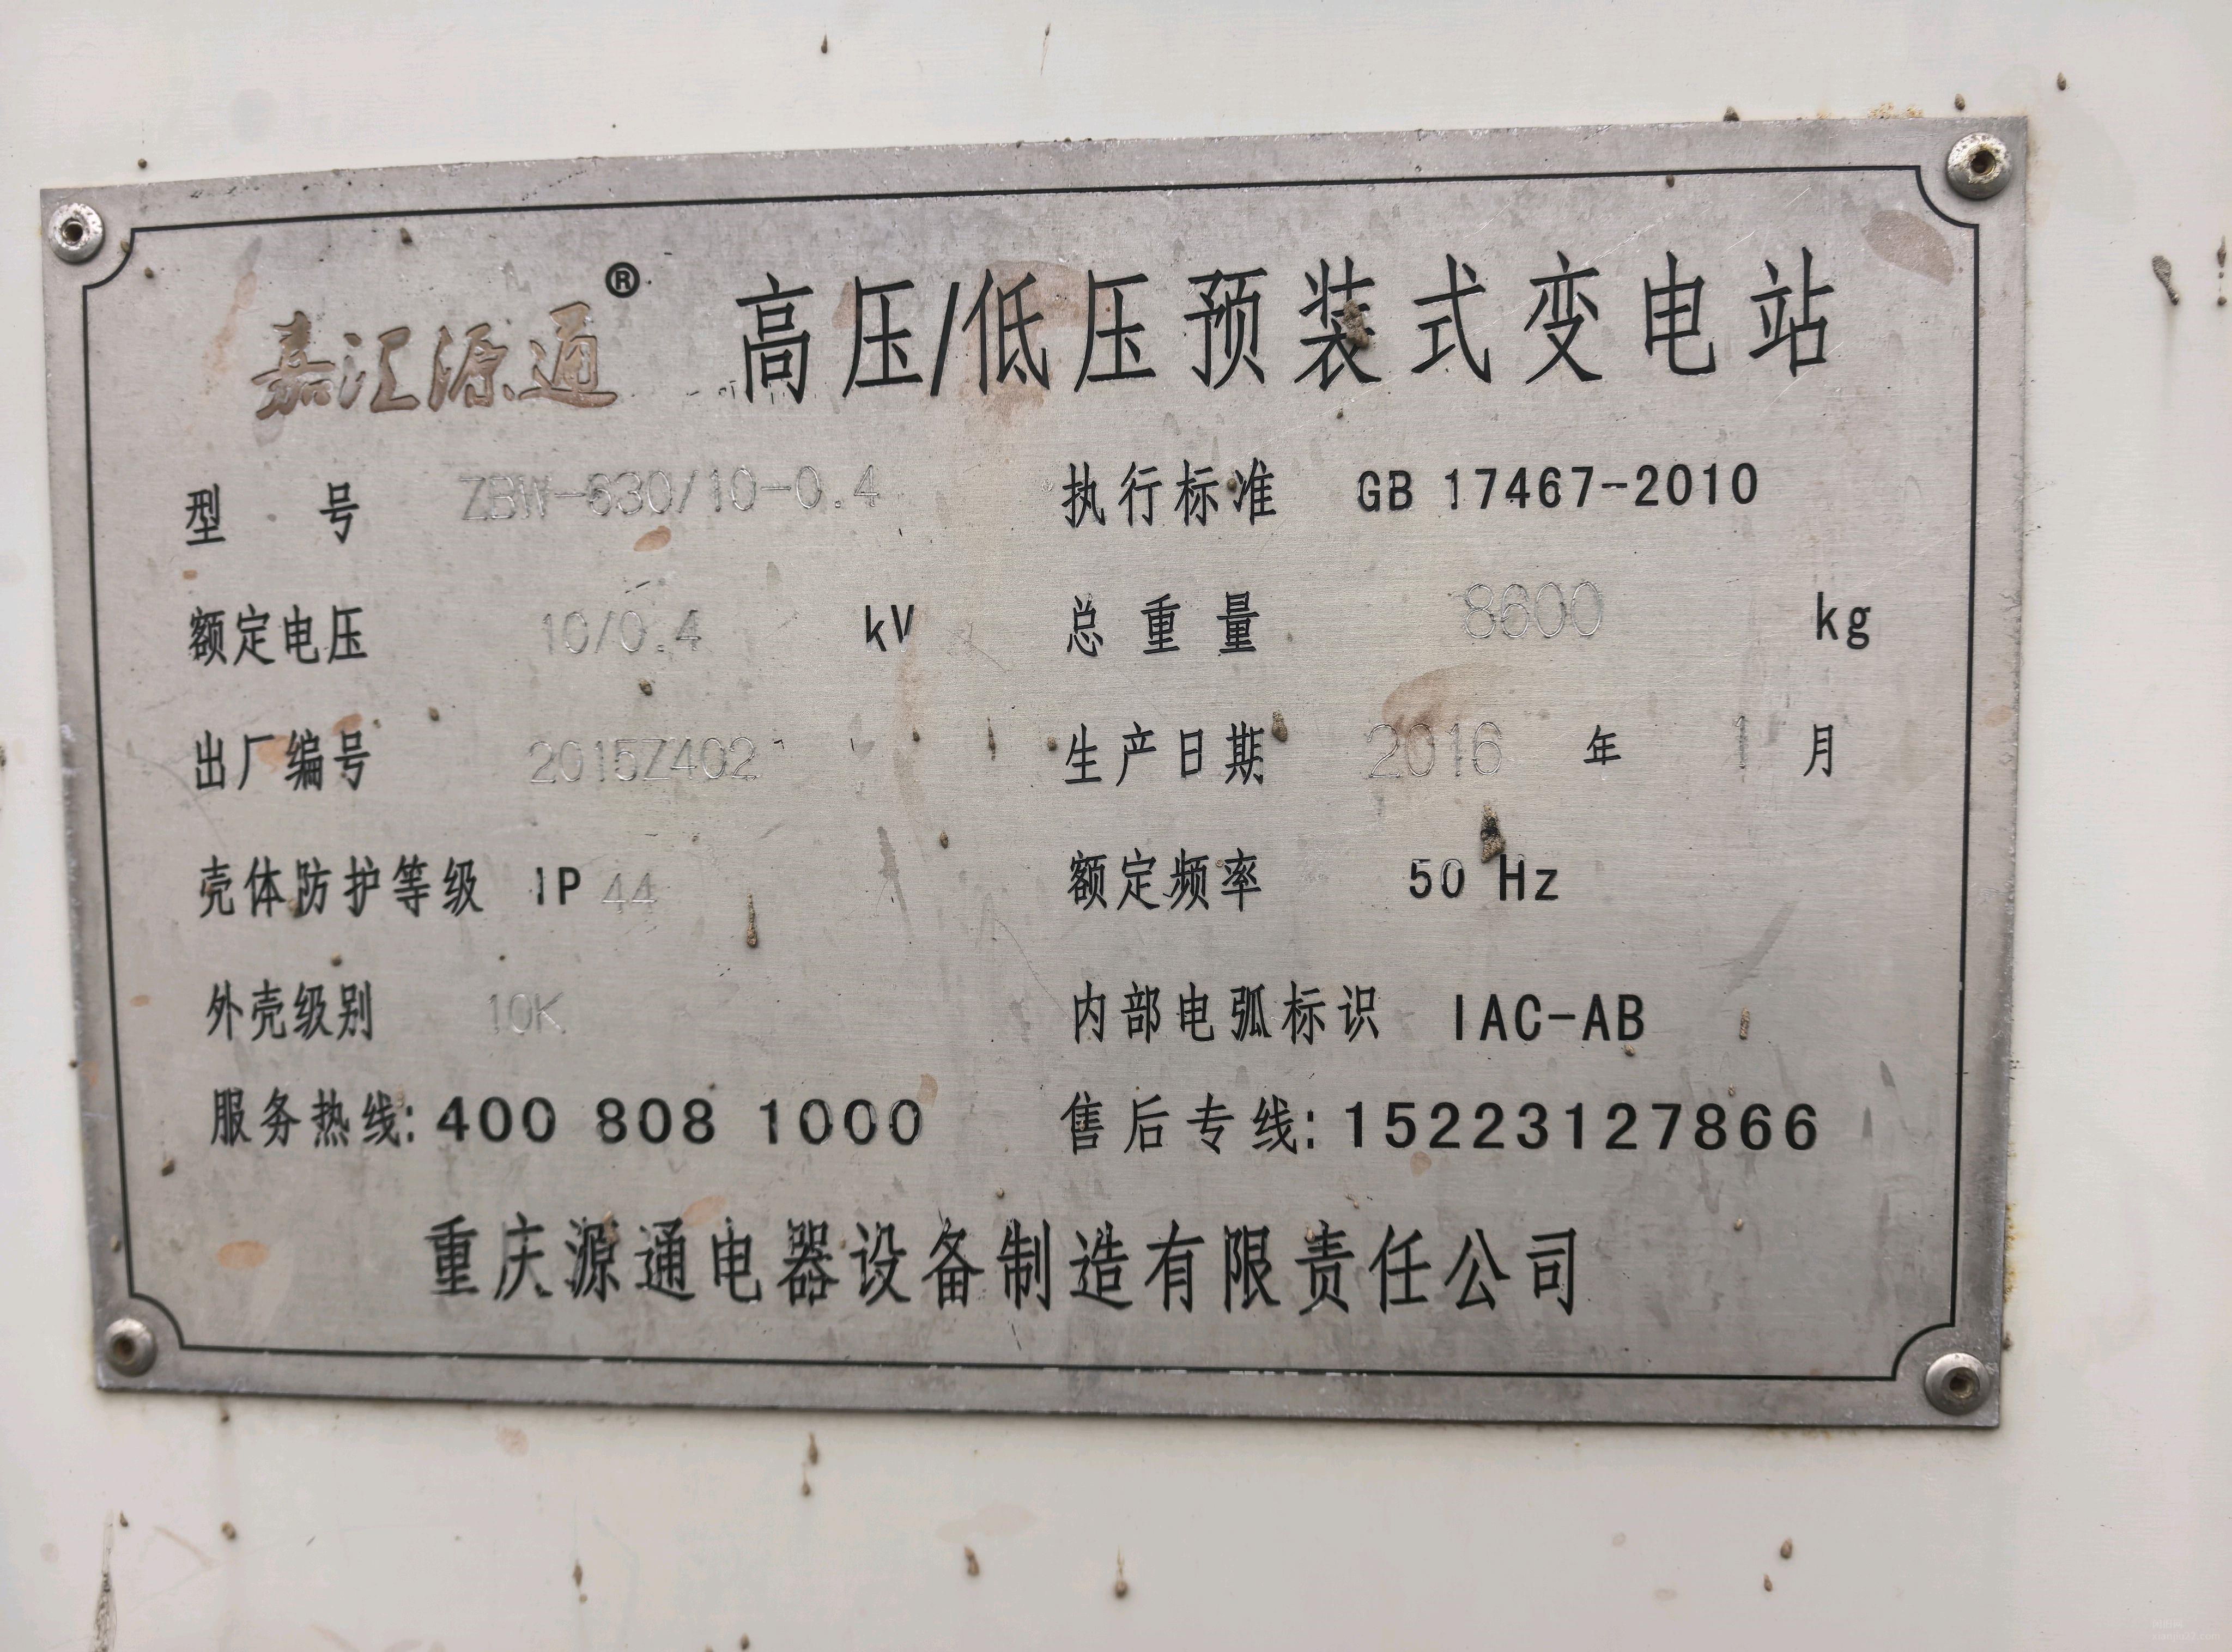 嘉汇源通® 高压/低压预装式变电站
型 号 ZBW-630/10-0.4 执行标准 GB 17467-2010
额定电压 10/0.4 kV 总重量 8600 kg
出厂编号 2015Z402 生产日期 2016 年 1 月
壳体防护等级 IP 44 额定频率 50 Hz
外壳级别 10K 内部电弧标识 IAC-AB
服务热线: 400 808 1000 售后专线: 15223127866
重庆源通电器设备制造有限责任公司